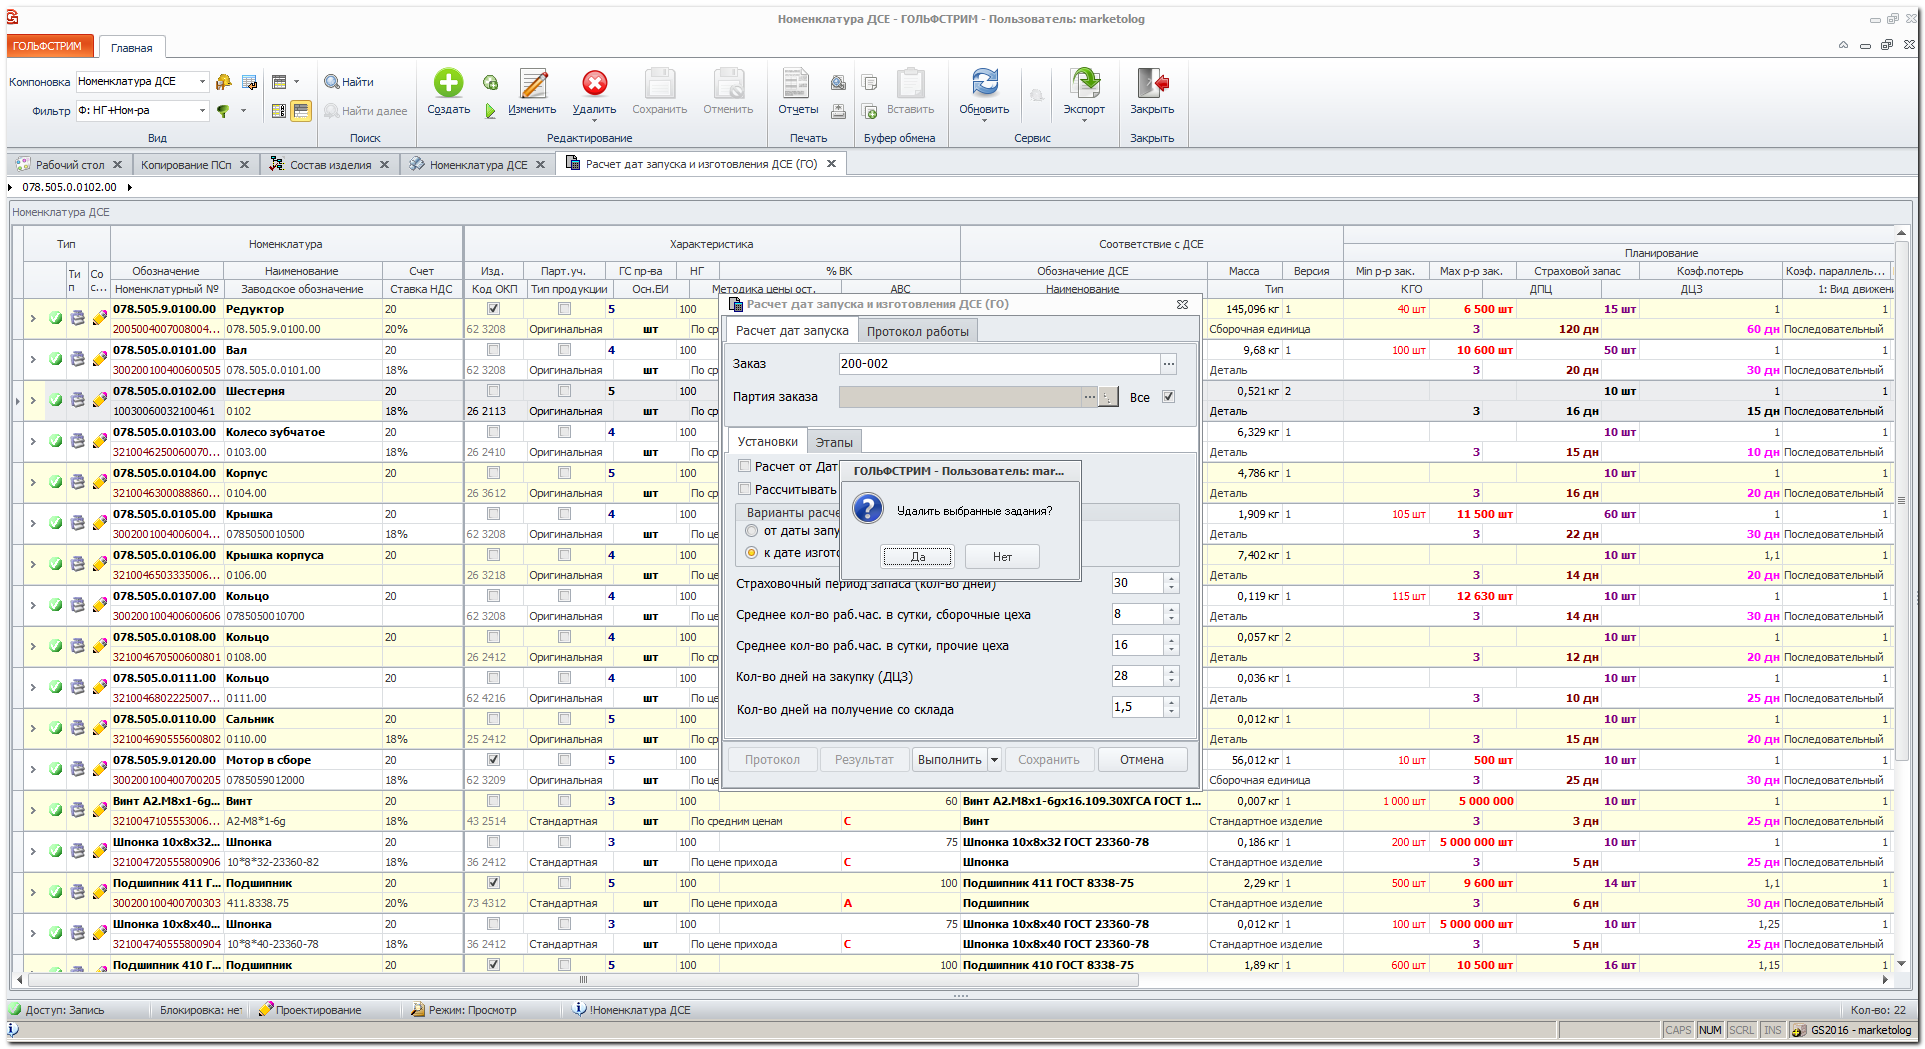 Номенклатура ДСЕ - ГОЛЬФСТРИМ - Пользователь: marketolog
ГОЛЬФСТРИМ
Главная
Компоновка
Номенклатура ДСЕ
Фильтр
Ф: НГ+Ном-ра
Вид
Найти
Найти далее
Поиск
Создать
Изменить
Удалить
Сохранить
Отменить
Редактирование
Отчеты
Печать
Вставить
Буфер обмена
Обновить
Экспорт
Сервис
Закрыть
Закрыть
Рабочий стол
Копирование ПСп
Состав изделия
Номенклатура ДСЕ
Расчет дат запуска и изготовления ДСЕ (ГО)
078.505.0.0102.00
Номенклатура ДСЕ
Тип Номенклатура Характеристика Соответствие с ДСЕ
Планирование
Ти п Со с... Обозначение Наименование Счет Изд. Парт.уч. ГС пр-ва НГ % ВК Обозначение ДСЕ Масса Версия Min р-р зак. Max р-р зак. Страховой запас Коэф.потерь Коэф. параллель...
Номенклатурный № Заводское обозначение Ставка НДС Код ОКП Тип продукции Осн.ЕИ Методика цены ост. ABC Наименование Тип КГО ДПЦ ДЦЗ 1: Вид движен
078.505.9.0100.00 Редуктор 20 5 100 145,096 кг 1 40 шт 6 500 шт 15 шт 1 1
2005004007008004... 078.505.9.0100.00 20% 62 3208 Оригинальная шт По ср Сборочная единица 3 120 дн 60 дн Последовательный
078.505.0.0101.00 Вал 20 4 100 9,68 кг 1 100 шт 10 600 шт 50 шт 1 1
300200100400600505 078.505.0.0101.00 18% 62 3208 Оригинальная шт По ср Деталь 3 20 дн 30 дн Последовательный
078.505.0.0102.00 Шестерня 20 5 100 0,521 кг 2 10 шт 1 1
10030060032100461 0102 18% 26 2113 Оригинальная шт По ср Деталь 3 16 дн 15 дн Последовательный
078.505.0.0103.00 Колесо зубчатое 20 4 100 6,329 кг 1 10 шт 1 1
3210046250060070... 0103.00 18% 26 2410 Оригинальная шт По ср Деталь 3 15 дн 10 дн Последовательный
078.505.0.0104.00 Корпус 20 5 100 4,786 кг 1 10 шт 1 1
3210046300088860... 0104.00 26 3612 Оригинальная шт По ср Деталь 3 16 дн 20 дн Последовательный
078.505.0.0105.00 Крышка 20 4 100 1,909 кг 1 105 шт 11 500 шт 60 шт 1 1
3002001004006004... 0785050010500 18% 62 3208 Оригинальная шт По це Деталь 3 22 дн 30 дн Последовательный
078.505.0.0106.00 Крышка корпуса 20 4 100 7,402 кг 1 10 шт 1,1 1
3210046503335006... 0106.00 18% 26 3218 Оригинальная шт По це Деталь 3 14 дн 20 дн Последовательный
078.505.0.0107.00 Кольцо 20 4 100 0,119 кг 1 115 шт 12 630 шт 10 шт 1 1
300200100400600606 0785050010700 18% 62 3208 Оригинальная шт По це Деталь 3 14 дн 30 дн Последовательный
078.505.0.0108.00 Кольцо 20 4 100 0,057 кг 2 10 шт 1 1
321004670500600801 0108.00 18% 26 2412 Оригинальная шт По ср Деталь 3 12 дн 20 дн Последовательный
078.505.0.0111.00 Кольцо 20 4 100 0,036 кг 1 10 шт 1 1
3210046802225007... 0111.00 18% 62 4216 Оригинальная шт По це Деталь 3 10 дн 25 дн Последовательный
078.505.0.0110.00 Сальник 20 5 100 0,012 кг 1 10 шт 1 1
321004690555600802 0110.00 18% 25 2412 Оригинальная шт По ср Деталь 3 15 дн 20 дн Последовательный
078.505.9.0120.00 Мотор в сборе 20 5 100 56,012 кг 1 10 шт 500 шт 10 шт 1 1
300200100400700205 0785059012000 18% 62 3209 Оригинальная шт По це Сборочная единица 3 25 дн 30 дн Последовательный
Винт А2.М8х1-6g... Винт 20 3 100 60 Винт А2.М8х1-6gх16.109.30ХГСА ГОСТ 1... 0,007 кг 1 1 000 шт 5 000 000 10 шт 1 1
3210047105553006... А2-М8*1-6g 18% 43 2514 Стандартная шт По средним ценам C Винт Стандартное изделие 3 3 дн 25 дн Последовательный
Шпонка 10х8х32... Шпонка 20 3 100 75 Шпонка 10х8х32 ГОСТ 23360-78 0,186 кг 1 200 шт 5 000 000 шт 10 шт 1 1
321004720555800906 10*8*32-23360-82 18% 36 2412 Стандартная шт По цене прихода C Шпонка Стандартное изделие 3 5 дн 25 дн Последовательный
Подшипник 411 Г... Подшипник 20 5 100 100 Подшипник 411 ГОСТ 8338-75 2,29 кг 1 500 шт 9 600 шт 14 шт 1,1 1
300200100400700303 411.8338.75 20% 73 4312 Стандартная шт По цене прихода A Подшипник Стандартное изделие 3 6 дн 30 дн Последовательный
Шпонка 10х8х40... Шпонка 20 3 100 75 Шпонка 10х8х40 ГОСТ 23360-78 0,012 кг 1 100 шт 5 000 000 шт 10 шт 1,25 1
321004740555800904 10*8*40-23360-78 18% 36 2412 Стандартная шт По цене прихода C Шпонка 10х8х40 ГОСТ 23360-78 Стандартное изделие 3 5 дн 25 дн Последовательный
Подшипник 410 Г... Подшипник 20 5 100 100 Подшипник 410 ГОСТ 8338-75 1,89 кг 1 600 шт 10 500 шт 16 шт 1,15 1
Расчет дат запуска и изготовления ДСЕ (ГО)
Расчет дат запуска
Протокол работы
Заказ
200-002
Партия заказа
Все
Установки
Этапы
Расчет от Дат
Рассчитывать
Варианты расче
от даты запу
к дате изгото
Страховочный период запаса (кол-во дней)
30
Среднее кол-во раб.час. в сутки, сборочные цеха
8
Среднее кол-во раб.час. в сутки, прочие цеха
16
Кол-во дней на закупку (ДЦЗ)
28
Кол-во дней на получение со склада
1,5
Протокол
Результат
Выполнить
Сохранить
Отмена
ГОЛЬФСТРИМ - Пользователь: mar...
Удалить выбранные задания?
Да
Нет
Доступ: Запись
Блокировка: нет
Проектирование
Режим: Просмотр
!Номенклатура ДСЕ
Кол-во: 22
CAPS
NUM
SCRL
INS
GS2016 - marketolog